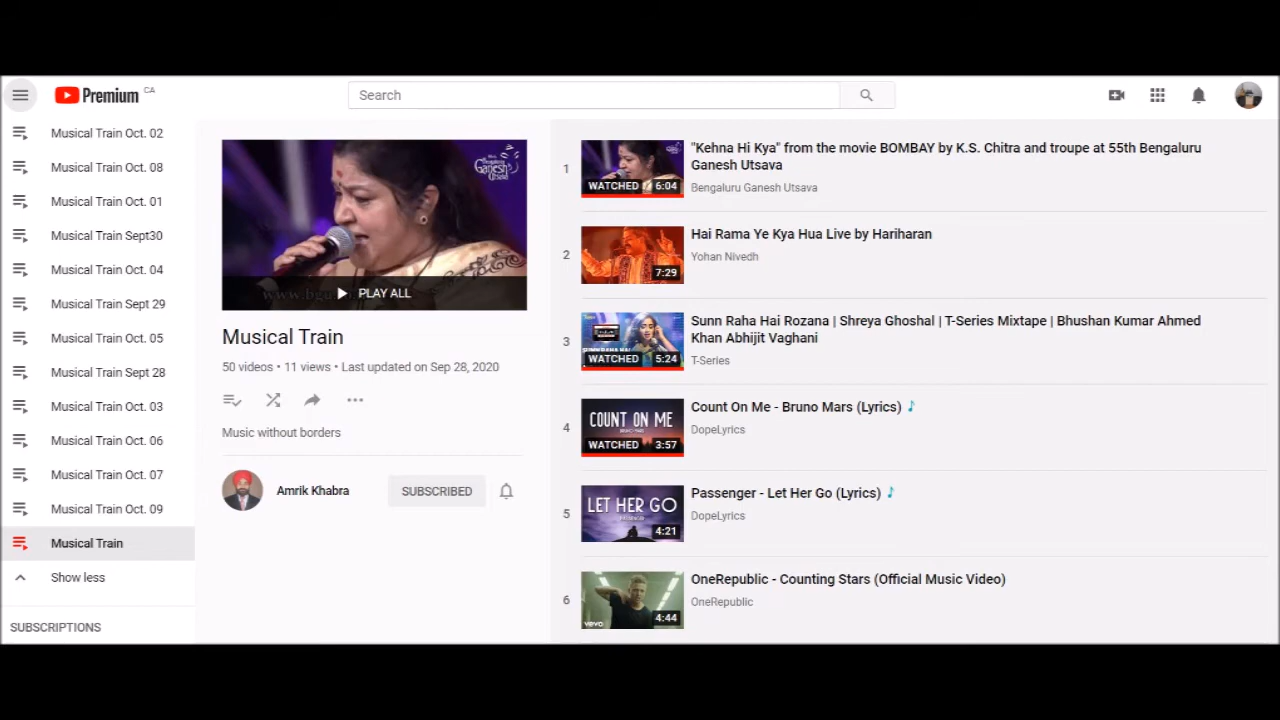 Premium CA
Search
Musical Train Oct. 02
Musical Train Oct. 08
Musical Train Oct. 01
Musical Train Sept30
Musical Train Oct. 04
Musical Train Sept 29
Musical Train Oct. 05
Musical Train Sept 28
Musical Train Oct. 03
Musical Train Oct. 06
Musical Train Oct. 07
Musical Train Oct. 09
Musical Train
Show less
SUBSCRIPTIONS
Bengaluru
Ganesh
Utsava
PLAY ALL
Musical Train
50 videos • 11 views • Last updated on Sep 28, 2020
Music without borders
Amrik Khabra
SUBSCRIBED
1
WATCHED 6:04
"Kehna Hi Kya" from the movie BOMBAY by K.S. Chitra and troupe at 55th Bengaluru
Ganesh Utsava
Bengaluru Ganesh Utsava
2
7:29
Hai Rama Ye Kya Hua Live by Hariharan
Yohan Nivedh
3
WATCHED 5:24
Sunn Raha Hai Rozana | Shreya Ghoshal | T-Series Mixtape | Bhushan Kumar Ahmed
Khan Abhijit Vaghani
T-Series
4
COUNT ON ME
WATCHED 3:57
Count On Me - Bruno Mars (Lyrics)
DopeLyrics
5
LET HER GO
PASSENGER
4:21
Passenger - Let Her Go (Lyrics)
DopeLyrics
6
vevo
4:44
OneRepublic - Counting Stars (Official Music Video)
OneRepublic